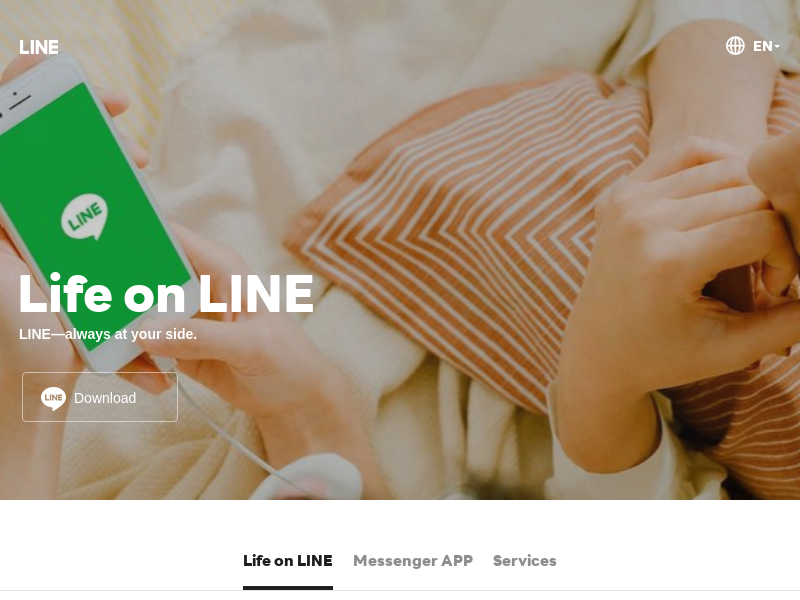 LINE
EN
LINE
Life on LINE
LINE—always at your side.
LINE
Download
Life on LINE
Messenger APP
Services